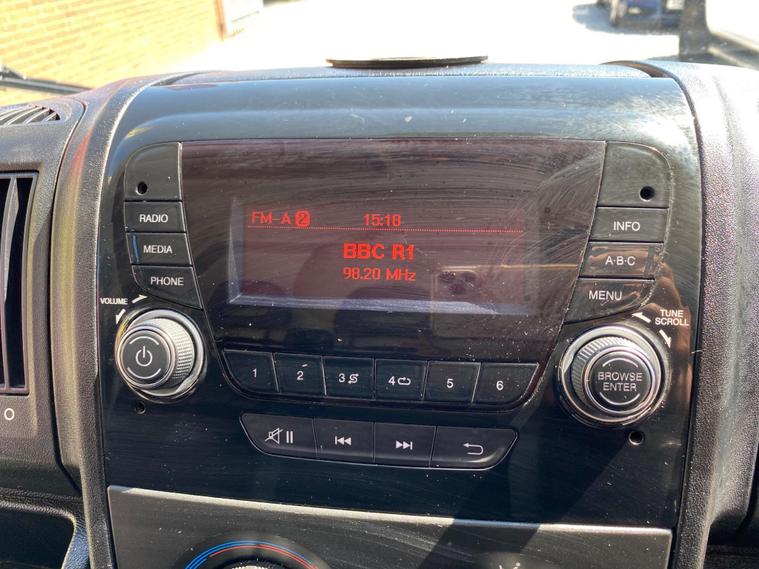 FM-A 2 15:18
BBC R1
98.20 MHz
RADIO
MEDIA
PHONE
INFO
A·B·C
MENU
VOLUME
TUNE
SCROLL
BROWSE
ENTER
1 2 3 4 5 6
O